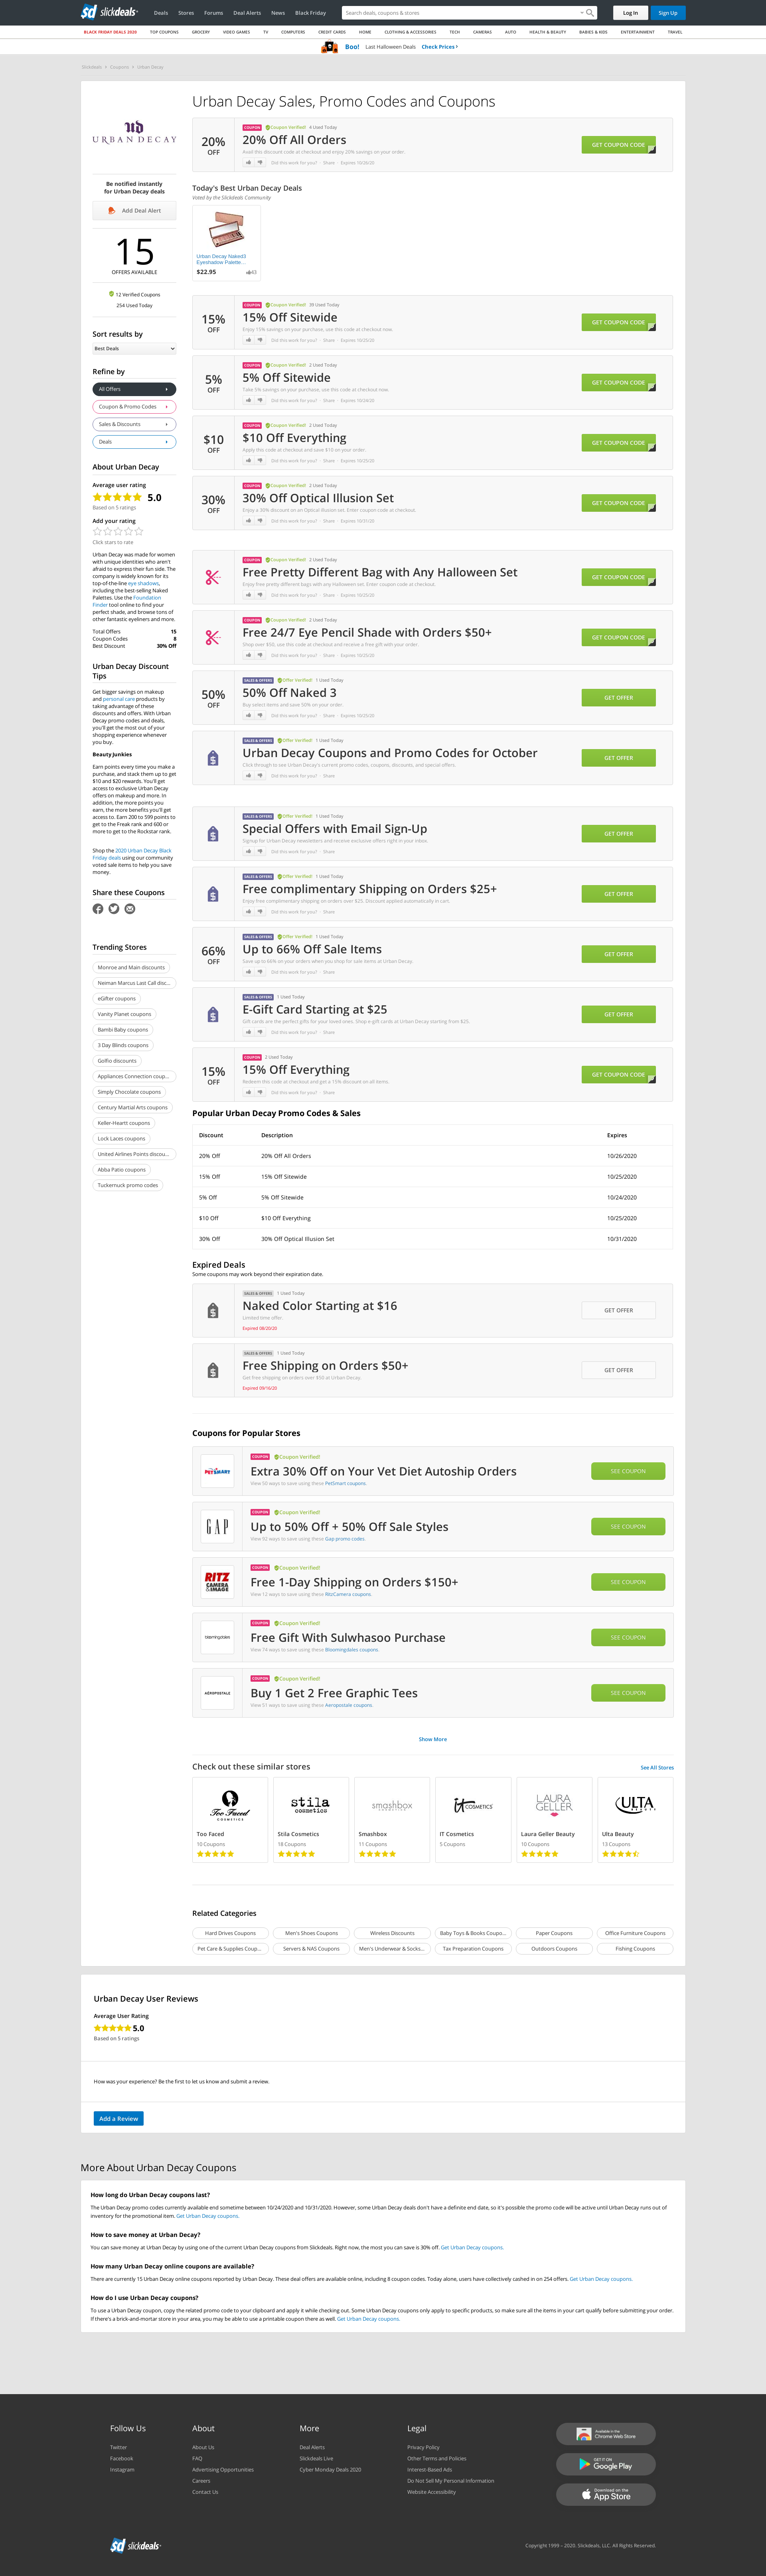 slickdeals
Deals
Stores
Forums
Deal Alerts
News
Black Friday
Search deals, coupons & stores
Log In
Sign Up
BLACK FRIDAY DEALS 2020
TOP COUPONS
GROCERY
VIDEO GAMES
TV
COMPUTERS
CREDIT CARDS
HOME
CLOTHING & ACCESSORIES
TECH
CAMERAS
AUTO
HEALTH & BEAUTY
BABIES & KIDS
ENTERTAINMENT
TRAVEL
Boo! Last Halloween Deals Check Prices
Slickdeals > Coupons > Urban Decay
UD
URBAN DECAY
Be notified instantly
for Urban Decay deals
Add Deal Alert
15
OFFERS AVAILABLE
12 Verified Coupons
254 Used Today
Sort results by
Best Deals
Refine by
All Offers
Coupon & Promo Codes
Sales & Discounts
Deals
About Urban Decay
Average user rating
5.0
Based on 5 ratings
Add your rating
Click stars to rate
Urban Decay was made for women
with unique identities who aren't
afraid to express their fun side. The
company is widely known for its
top-of-the-line eye shadows,
including the best-selling Naked
Palettes. Use the Foundation
Finder tool online to find your
perfect shade, and browse tons of
other fantastic eyeliners and more.
Total Offers 15
Coupon Codes 8
Best Discount 30% Off
Urban Decay Discount
Tips
Get bigger savings on makeup
and personal care products by
taking advantage of these
discounts and offers. With Urban
Decay promo codes and deals,
you'll get the most out of your
shopping experience whenever
you buy.
Beauty Junkies
Earn points every time you make a
purchase, and stack them up to get
$10 and $20 rewards. You'll get
access to exclusive Urban Decay
offers on makeup and more. In
addition, the more points you
earn, the more benefits you'll get
access to. Earn 200 to 599 points to
get to the Freak rank and 600 or
more to get to the Rockstar rank.
Shop the 2020 Urban Decay Black
Friday deals using our community
voted sale items to help you save
money.
Share these Coupons
Trending Stores
Monroe and Main discounts
Neiman Marcus Last Call disc...
eGifter coupons
Vanity Planet coupons
Bambi Baby coupons
3 Day Blinds coupons
Golfio discounts
Appliances Connection coup...
Simply Chocolate coupons
Century Martial Arts coupons
Keller-Heartt coupons
Lock Laces coupons
United Airlines Points discou...
Abba Patio coupons
Tuckernuck promo codes
Urban Decay Sales, Promo Codes and Coupons
20%
OFF
COUPON Coupon Verified! 4 Used Today
20% Off All Orders
Avail this discount code at checkout and enjoy 20% savings on your order.
Did this work for you? · Share · Expires 10/26/20
GET COUPON CODE
Today's Best Urban Decay Deals
Voted by the Slickdeals Community
Urban Decay Naked3
Eyeshadow Palette...
$22.95
43
15%
OFF
COUPON Coupon Verified! 39 Used Today
15% Off Sitewide
Enjoy 15% savings on your purchase, use this code at checkout now.
Did this work for you? · Share · Expires 10/25/20
GET COUPON CODE
5%
OFF
COUPON Coupon Verified! 2 Used Today
5% Off Sitewide
Take 5% savings on your purchase, use this code at checkout now.
Did this work for you? · Share · Expires 10/24/20
GET COUPON CODE
$10
OFF
COUPON Coupon Verified! 2 Used Today
$10 Off Everything
Apply this code at checkout and save $10 on your order.
Did this work for you? · Share · Expires 10/25/20
GET COUPON CODE
30%
OFF
COUPON Coupon Verified! 2 Used Today
30% Off Optical Illusion Set
Enjoy a 30% discount on an Optical Illusion set. Enter coupon code at checkout.
Did this work for you? · Share · Expires 10/31/20
GET COUPON CODE
COUPON Coupon Verified! 2 Used Today
Free Pretty Different Bag with Any Halloween Set
Enjoy free pretty different bags with any Halloween set. Enter coupon code at checkout.
Did this work for you? · Share · Expires 10/25/20
GET COUPON CODE
COUPON Coupon Verified! 2 Used Today
Free 24/7 Eye Pencil Shade with Orders $50+
Shop over $50, use this code at checkout and receive a free gift with your order.
Did this work for you? · Share · Expires 10/25/20
GET COUPON CODE
50%
OFF
SALES & OFFERS Offer Verified! 1 Used Today
50% Off Naked 3
Buy select items and save 50% on your order.
Did this work for you? · Share · Expires 10/25/20
GET OFFER
SALES & OFFERS Offer Verified! 1 Used Today
Urban Decay Coupons and Promo Codes for October
Click through to see Urban Decay's current promo codes, coupons, discounts, and special offers.
Did this work for you? · Share
GET OFFER
SALES & OFFERS Offer Verified! 1 Used Today
Special Offers with Email Sign-Up
Signup for Urban Decay newsletters and receive exclusive offers right in your inbox.
Did this work for you? · Share
GET OFFER
SALES & OFFERS Offer Verified! 1 Used Today
Free complimentary Shipping on Orders $25+
Enjoy free complimentary shipping on orders over $25. Discount applied automatically in cart.
Did this work for you? · Share
GET OFFER
66%
OFF
SALES & OFFERS Offer Verified! 1 Used Today
Up to 66% Off Sale Items
Save up to 66% on your orders when you shop for sale items at Urban Decay.
Did this work for you? · Share
GET OFFER
SALES & OFFERS 1 Used Today
E-Gift Card Starting at $25
Gift cards are the perfect gifts for your loved ones. Shop e-gift cards at Urban Decay starting from $25.
Did this work for you? · Share
GET OFFER
15%
OFF
COUPON 2 Used Today
15% Off Everything
Redeem this code at checkout and get a 15% discount on all items.
Did this work for you? · Share
GET COUPON CODE
Popular Urban Decay Promo Codes & Sales
Discount Description Expires
20% Off 20% Off All Orders 10/26/2020
15% Off 15% Off Sitewide 10/25/2020
5% Off 5% Off Sitewide 10/24/2020
$10 Off $10 Off Everything 10/25/2020
30% Off 30% Off Optical Illusion Set 10/31/2020
Expired Deals
Some coupons may work beyond their expiration date.
SALES & OFFERS 1 Used Today
Naked Color Starting at $16
Limited time offer.
Expired 08/20/20
GET OFFER
SALES & OFFERS 1 Used Today
Free Shipping on Orders $50+
Get free shipping on orders over $50 at Urban Decay.
Expired 09/16/20
GET OFFER
Coupons for Popular Stores
PETSMART
COUPON Coupon Verified!
Extra 30% Off on Your Vet Diet Autoship Orders
View 50 ways to save using these PetSmart coupons.
SEE COUPON
GAP
COUPON Coupon Verified!
Up to 50% Off + 50% Off Sale Styles
View 92 ways to save using these Gap promo codes.
SEE COUPON
RITZ
CAMERA
&IMAGE
COUPON Coupon Verified!
Free 1-Day Shipping on Orders $150+
View 12 ways to save using these RitzCamera coupons.
SEE COUPON
bloomingdales
COUPON Coupon Verified!
Free Gift With Sulwhasoo Purchase
View 74 ways to save using these Bloomingdales coupons.
SEE COUPON
AEROPOSTALE
COUPON Coupon Verified!
Buy 1 Get 2 Free Graphic Tees
View 51 ways to save using these Aeropostale coupons.
SEE COUPON
Show More
Check out these similar stores
See All Stores
Too Faced
COSMETICS
Too Faced
10 Coupons
stila
cosmetics
Stila Cosmetics
18 Coupons
smashbox
Smashbox
11 Coupons
iT COSMETICS
IT Cosmetics
5 Coupons
LAURA
GELLER
Laura Geller Beauty
10 Coupons
ULTA
Ulta Beauty
13 Coupons
Related Categories
Hard Drives Coupons
Men's Shoes Coupons
Wireless Discounts
Baby Toys & Books Coupo...
Paper Coupons
Office Furniture Coupons
Pet Care & Supplies Coup...
Servers & NAS Coupons
Men's Underwear & Socks...
Tax Preparation Coupons
Outdoors Coupons
Fishing Coupons
Urban Decay User Reviews
Average User Rating
5.0
Based on 5 ratings
How was your experience? Be the first to let us know and submit a review.
Add a Review
More About Urban Decay Coupons
How long do Urban Decay coupons last?
The Urban Decay promo codes currently available end sometime between 10/24/2020 and 10/31/2020. However, some Urban Decay deals don't have a definite end date, so it's possible the promo code will be active until Urban Decay runs out of
inventory for the promotional item. Get Urban Decay coupons.
How to save money at Urban Decay?
You can save money at Urban Decay by using one of the current Urban Decay coupons from Slickdeals. Right now, the most you can save is 30% off. Get Urban Decay coupons.
How many Urban Decay online coupons are available?
There are currently 15 Urban Decay online coupons reported by Urban Decay. These deal offers are available online, including 8 coupon codes. Today alone, users have collectively cashed in on 254 offers. Get Urban Decay coupons.
How do I use Urban Decay coupons?
To use a Urban Decay coupon, copy the related promo code to your clipboard and apply it while checking out. Some Urban Decay coupons only apply to specific products, so make sure all the items in your cart qualify before submitting your order.
If there's a brick-and-mortar store in your area, you may be able to use a printable coupon there as well. Get Urban Decay coupons.
Follow Us
Twitter
Facebook
Instagram
About
About Us
FAQ
Advertising Opportunities
Careers
Contact Us
More
Deal Alerts
Slickdeals Live
Cyber Monday Deals 2020
Legal
Privacy Policy
Other Terms and Policies
Interest-Based Ads
Do Not Sell My Personal Information
Website Accessibility
Available in the
Chrome Web Store
GET IT ON
Google Play
Download on the
App Store
slickdeals
Copyright 1999 - 2020. Slickdeals, LLC. All Rights Reserved.